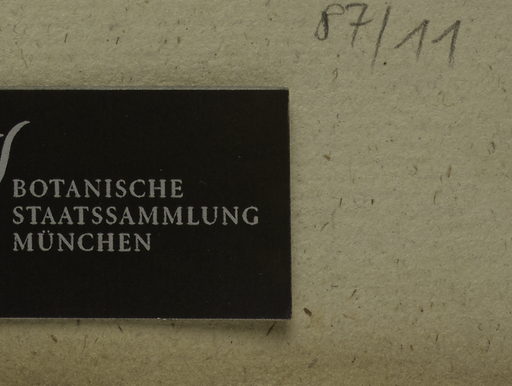 87/11
BOTANISCHE
STAATSSAMMLUNG
MÜNCHEN